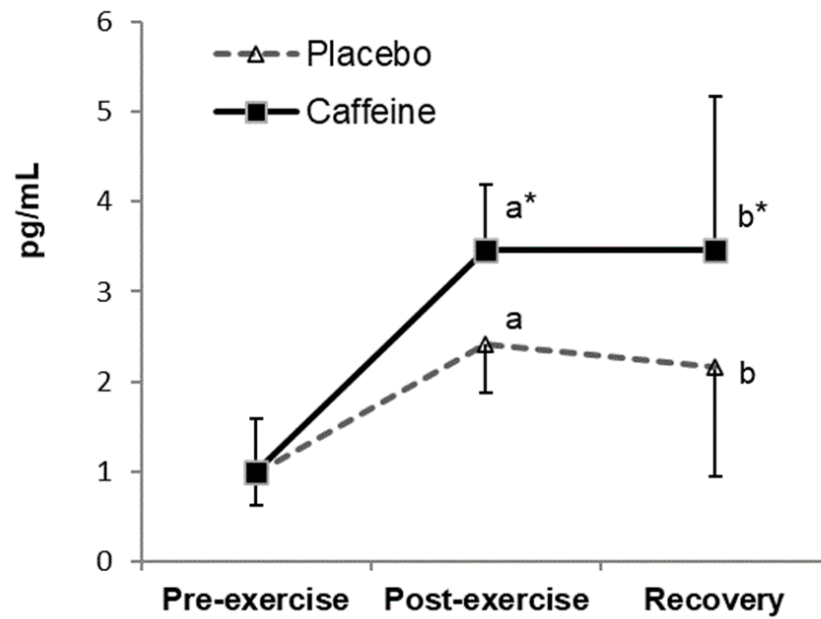 6
Placebo
5
Caffeine
pg/mL
4
a*
b*
3
a
2
b
1
0
Pre-exercise Post-exercise Recovery